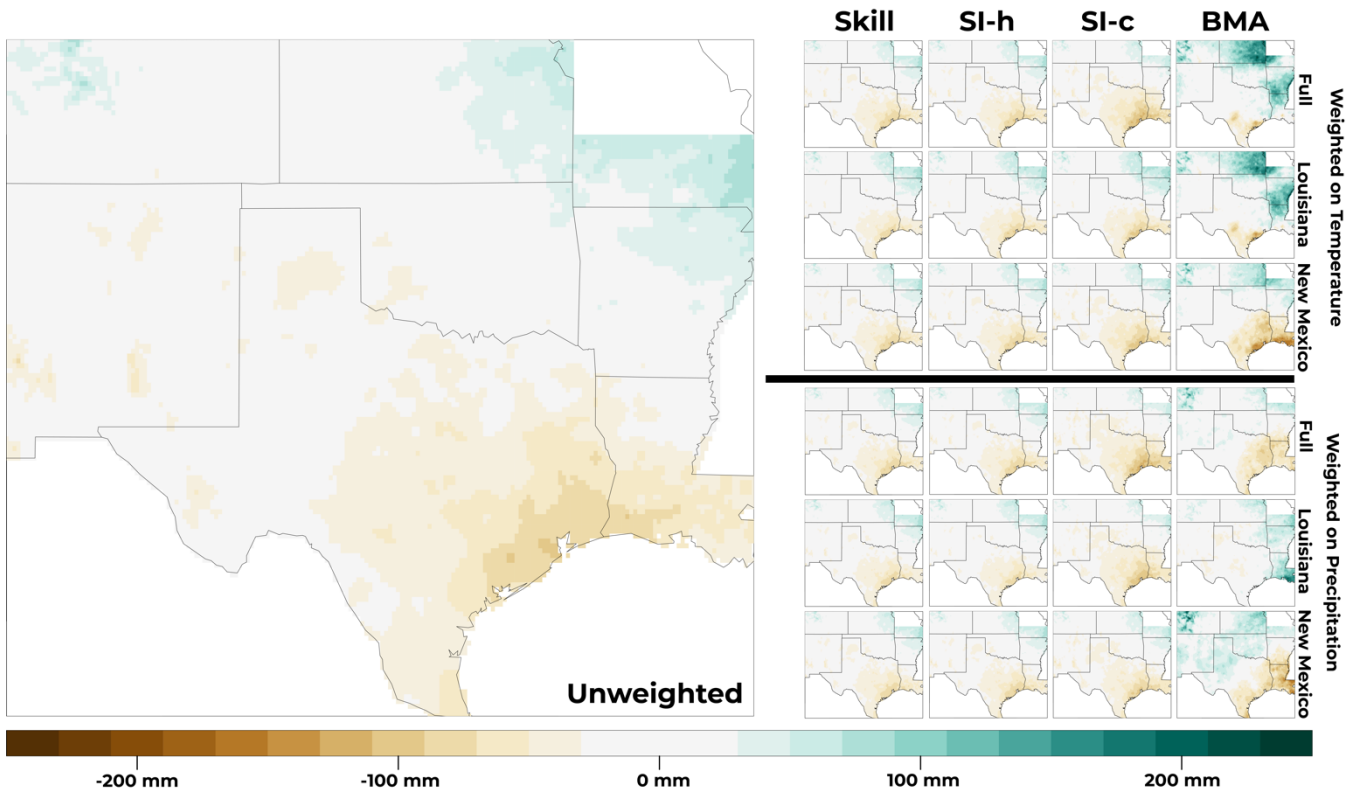 Skill SI-h SI-c BMA
Full
Louisiana
New Mexico
Weighted on Temperature
Full
Louisiana
New Mexico
Weighted on Precipitation
Unweighted
-200 mm -100 mm 0 mm 100 mm 200 mm